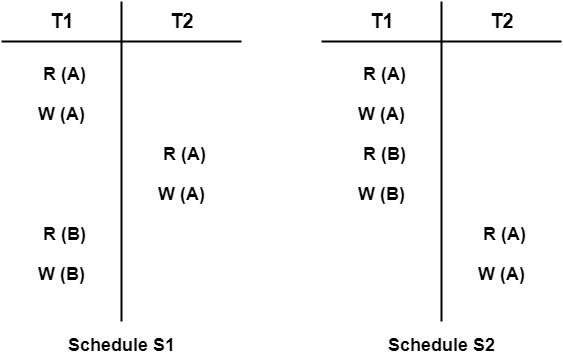 T1 T2 T1 T2
R (A) R (A)
W (A) W (A)
R (A) R (B)
W (A) W (B)
R (B) R (A)
W (B) W (A)
Schedule S1 Schedule S2